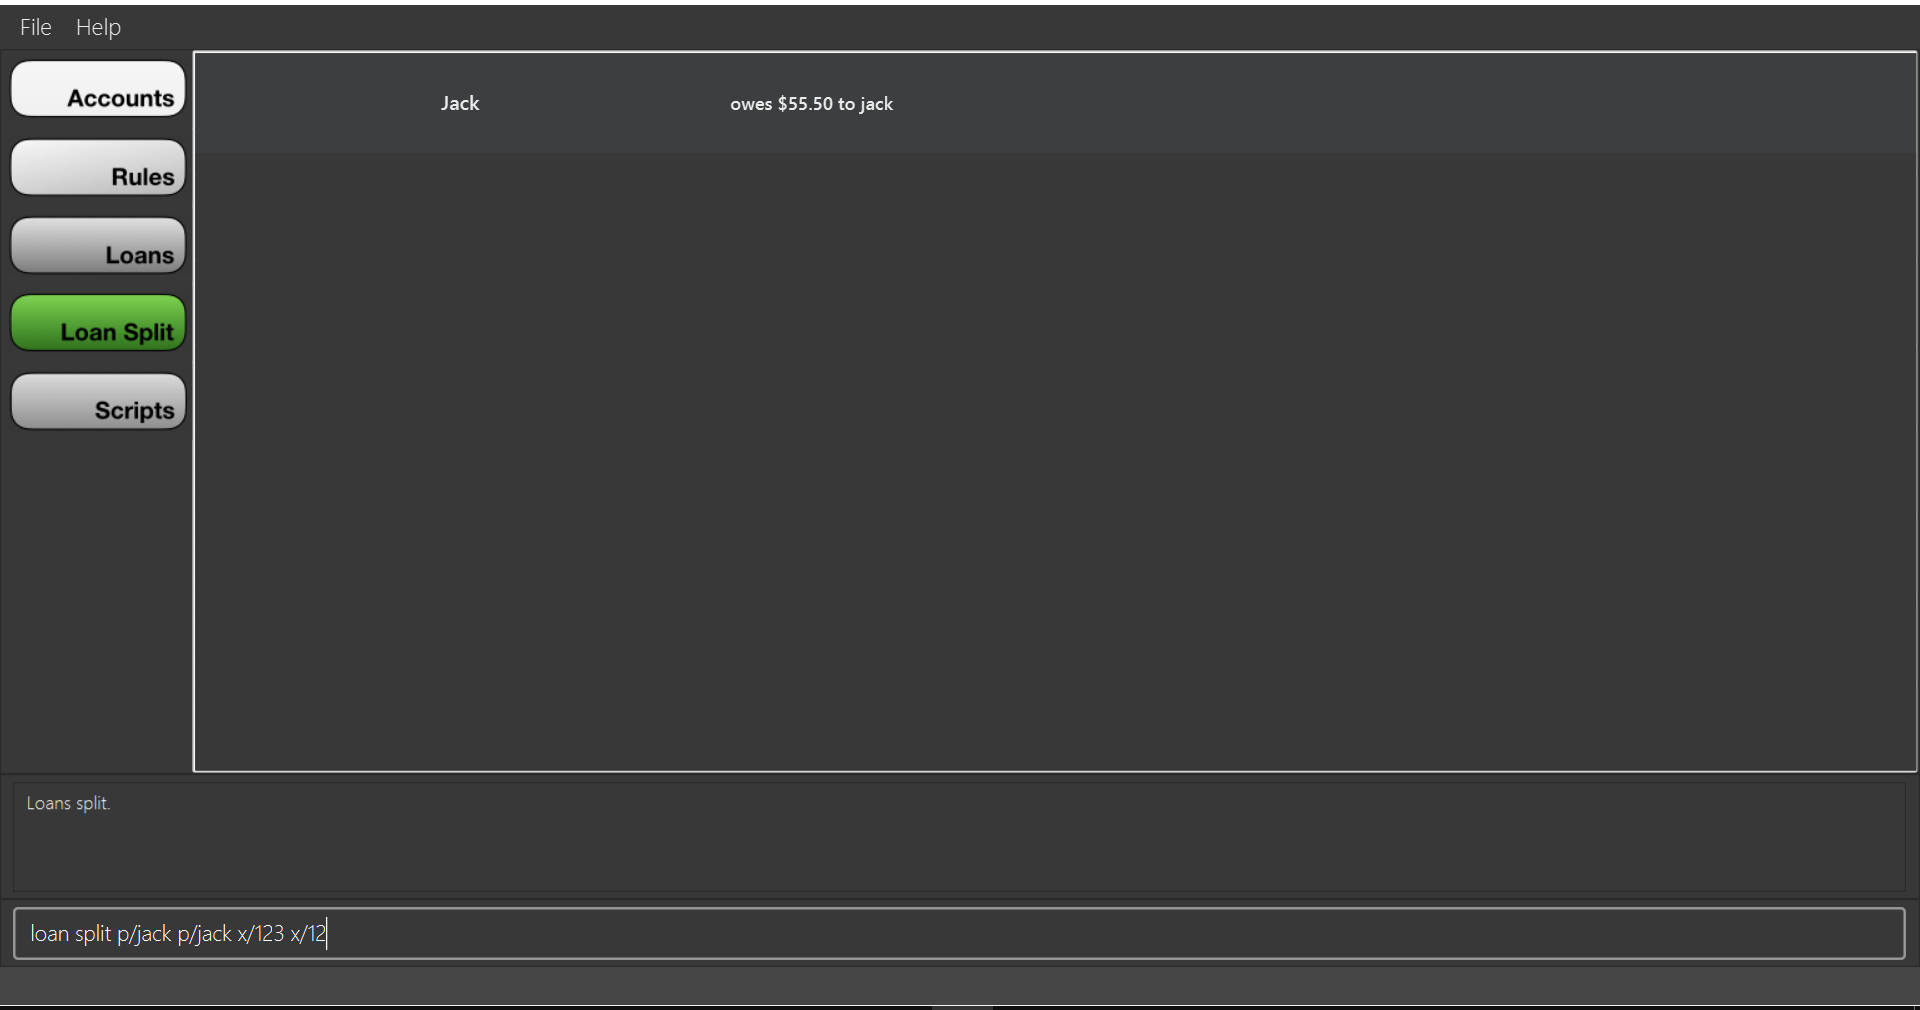 File Help
Accounts
Rules
Loans
Loan Split
Scripts
Jack owes $55.50 to jack
Loans split.
loan split p/jack p/jack x/123 x/12